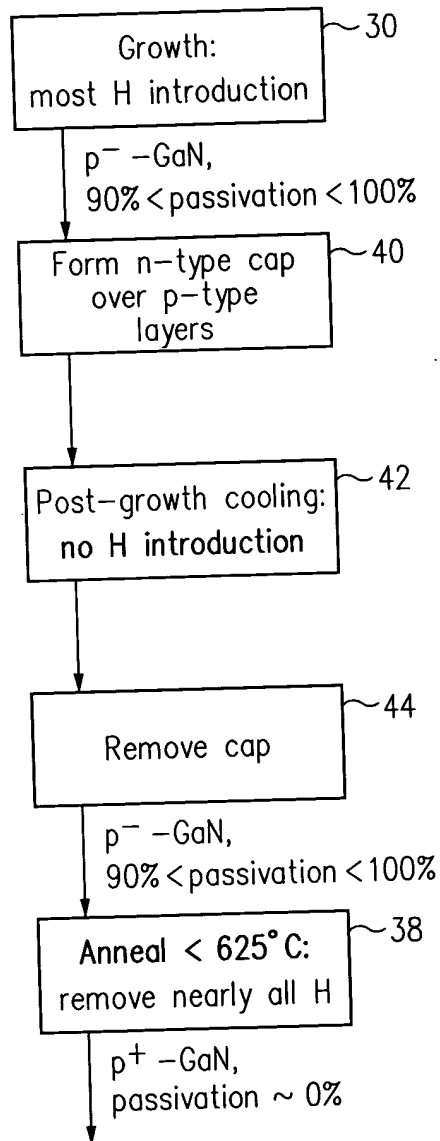 Growth:
most H introduction
30
p⁻ -GaN,
90% < passivation < 100%
Form n-type cap
over p-type
layers
40
Post-growth cooling:
no H introduction
42
Remove cap
44
p⁻ -GaN,
90% < passivation < 100%
Anneal < 625°C:
remove nearly all H
38
p⁺ -GaN,
passivation ~ 0%